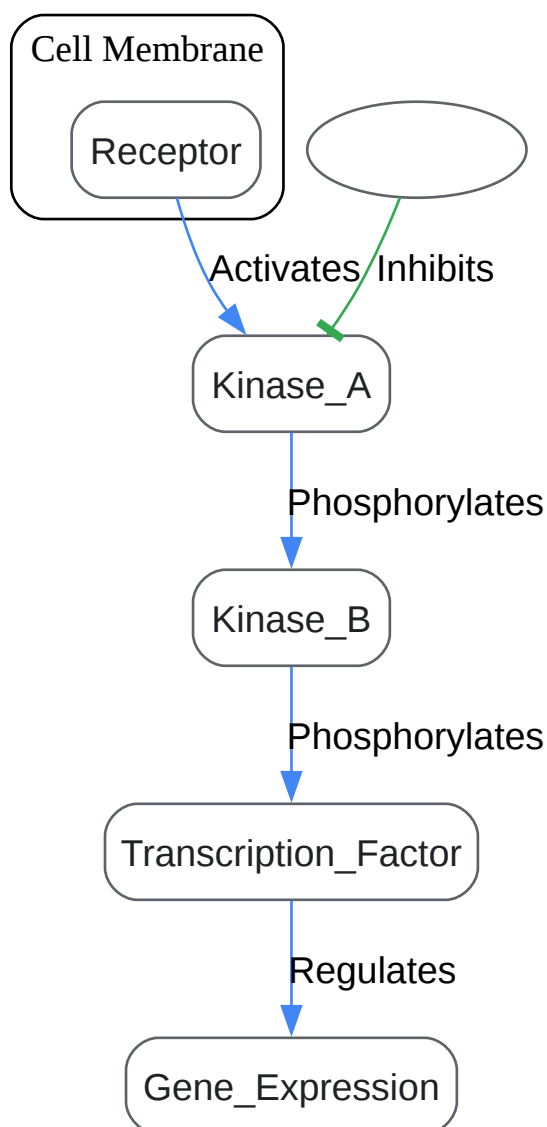 Cell Membrane
Receptor
Activates
Inhibits
Kinase_A
Phosphorylates
Kinase_B
Phosphorylates
Transcription_Factor
Regulates
Gene_Expression